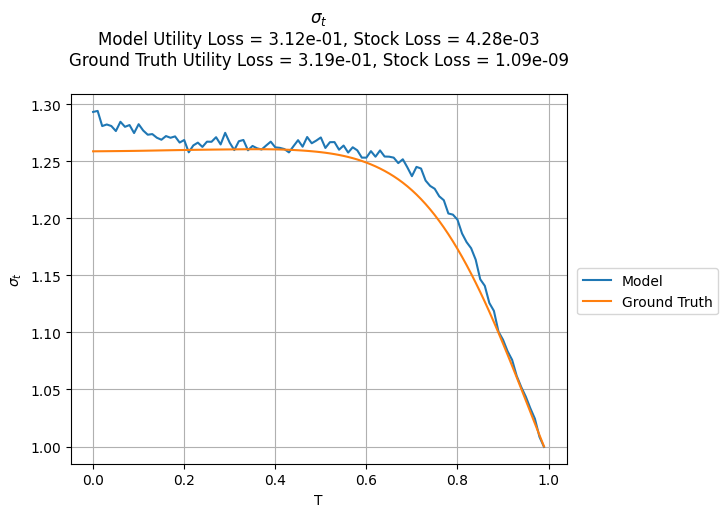 σ_t
Model Utility Loss = 3.12e-01, Stock Loss = 4.28e-03
Ground Truth Utility Loss = 3.19e-01, Stock Loss = 1.09e-09
1.30
1.25
1.20
1.15
1.10
1.05
1.00
σ_t
0.0 0.2 0.4 0.6 0.8 1.0
T
Model
Ground Truth